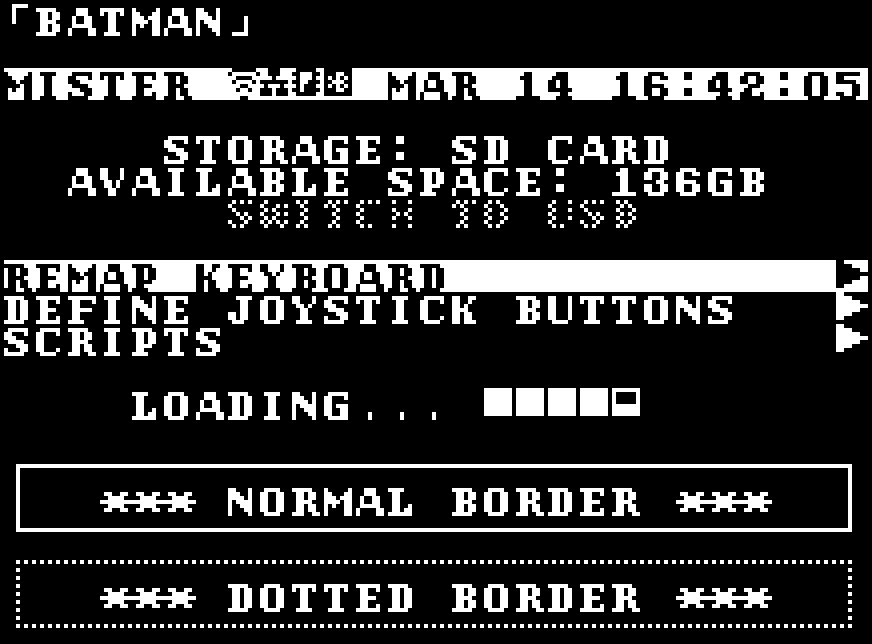 「BATMAN」
MISTER MAR 14 16:42:05
STORAGE: SD CARD
AVAILABLE SPACE: 136GB
SWITCH TO USB
REMAP KEYBOARD ►
DEFINE JOYSTICK BUTTONS ►
SCRIPTS ►
LOADING...
*** NORMAL BORDER ***
*** DOTTED BORDER ***